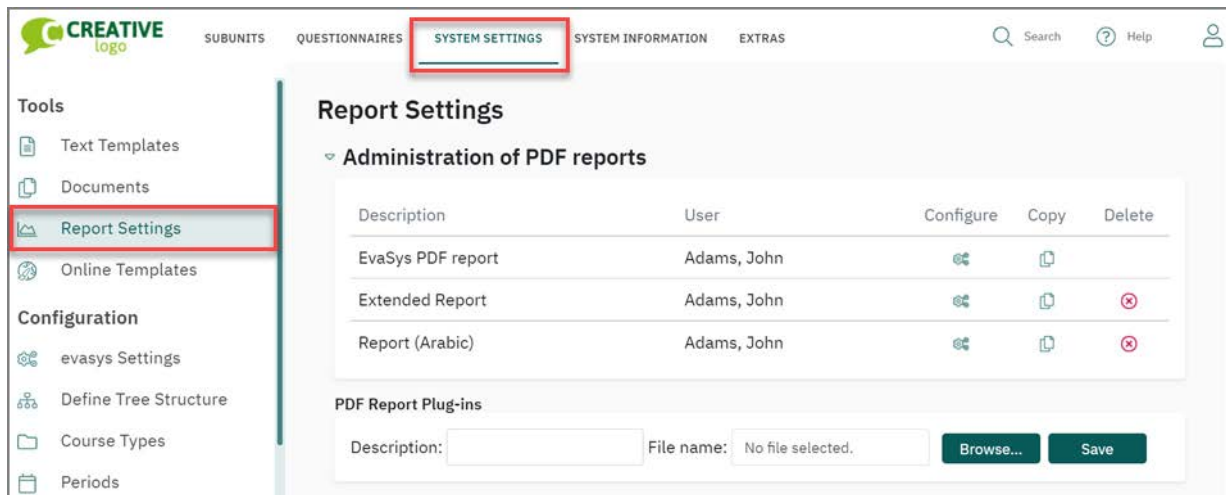 CREATIVE
logo
SUBUNITS QUESTIONNAIRES SYSTEM SETTINGS SYSTEM INFORMATION EXTRAS Search ? Help
Tools
Text Templates
Documents
Report Settings
Online Templates
Configuration
evasys Settings
Define Tree Structure
Course Types
Periods
Report Settings
Administration of PDF reports
Description User Configure Copy Delete
EvaSys PDF report Adams, John
Extended Report Adams, John
Report (Arabic) Adams, John
PDF Report Plug-ins
Description: File name: No file selected. Browse... Save